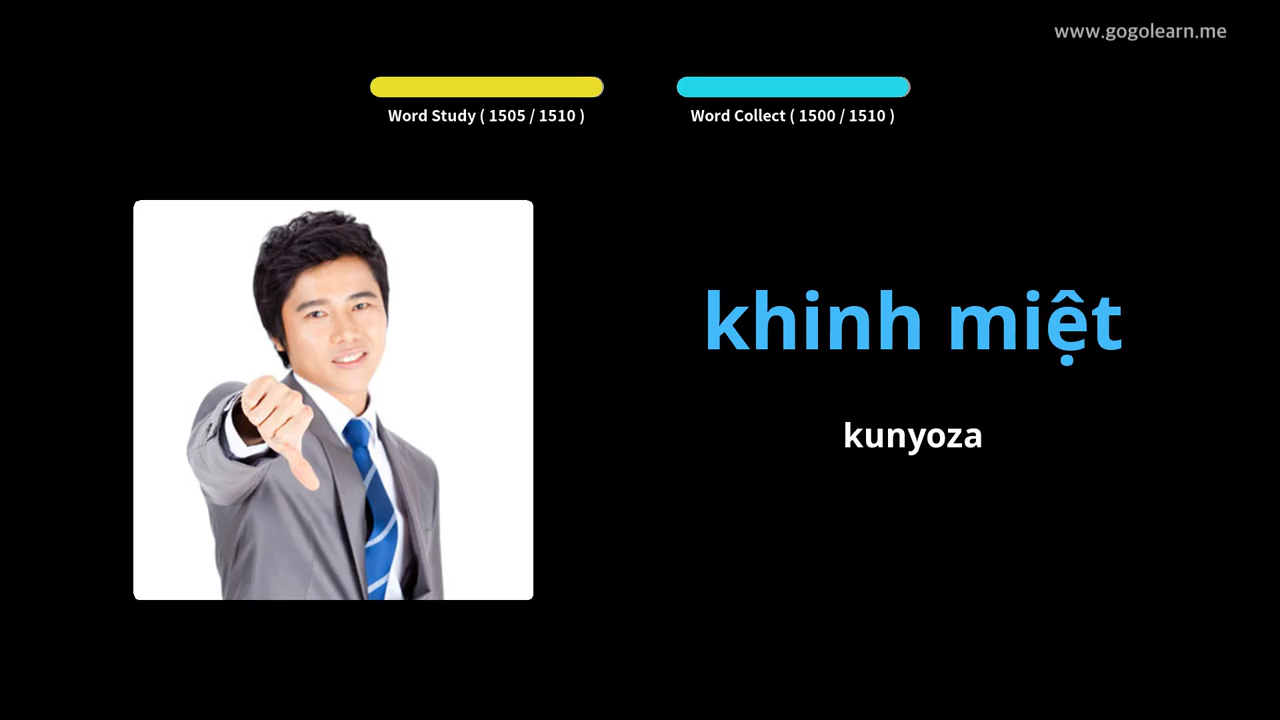 www.gogolearn.me
Word Study ( 1505 / 1510 )
Word Collect ( 1500 / 1510 )
khinh miệt
kunyoza